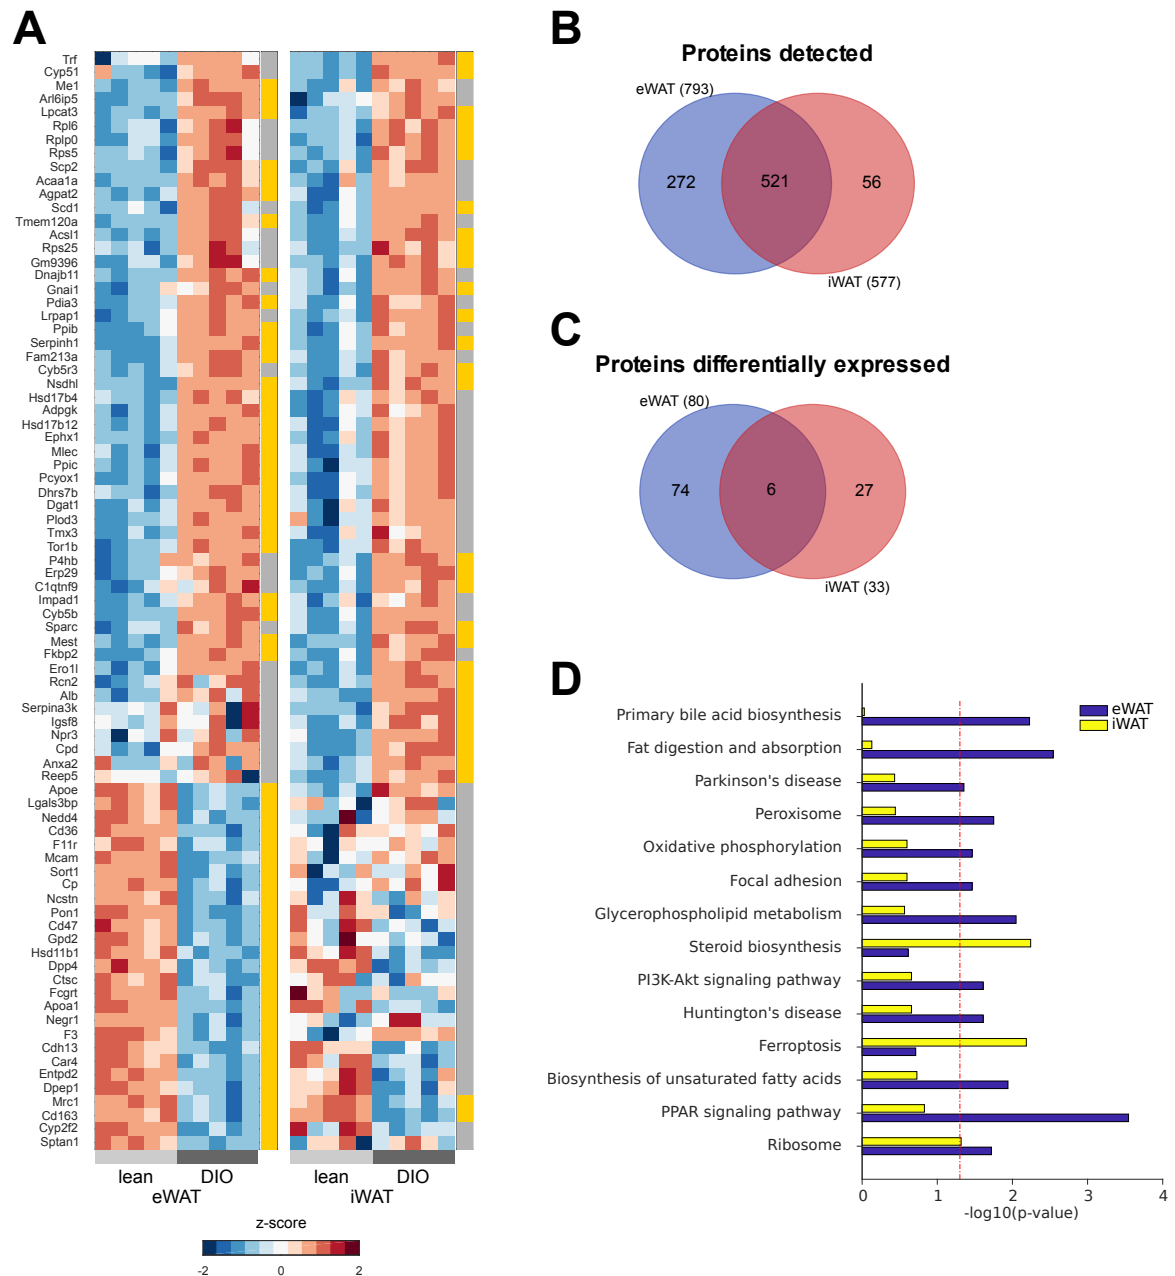 A
Trf
Cyp51
Me1
Arl6ip5
Lpcat3
Rpl6
Rplp0
Rps5
Scp2
Acaa1a
Agpat2
Scd1
Tmem120a
Acsl1
Rps25
Gm9396
Dnajb11
Gnai1
Pdia3
Lrpap1
Ppib
Serpinh1
Fam213a
Cyb5r3
Nsdhl
Hsd17b4
Adpgk
Hsd17b12
Ephx1
Mlec
Ppic
Pcyox1
Dhrs7b
Dgat1
Plod3
Tmx3
Tor1b
P4hb
Erp29
C1qtnf9
Impad1
Cyb5b
Sparc
Mest
Fkbp2
Ero1l
Rcn2
Alb
Serpina3k
Igsf8
Npr3
Cpd
Anxa2
Reep5
Apoe
Lgals3bp
Nedd4
Cd36
F11r
Mcam
Sort1
Cp
Ncstn
Pon1
Cd47
Gpd2
Hsd11b1
Dpp4
Ctsc
Fcgrt
Apoa1
Negr1
F3
Cdh13
Car4
Entpd2
Dpep1
Mrc1
Cd163
Cyp2f2
Sptan1
lean DIO lean DIO
eWAT iWAT
z-score
-2 0 2
B
Proteins detected
eWAT (793)
272 521 56
iWAT (577)
C
Proteins differentially expressed
eWAT (80)
74 6 27
iWAT (33)
D
eWAT
iWAT
Primary bile acid biosynthesis
Fat digestion and absorption
Parkinson's disease
Peroxisome
Oxidative phosphorylation
Focal adhesion
Glycerophospholipid metabolism
Steroid biosynthesis
PI3K-Akt signaling pathway
Huntington's disease
Ferroptosis
Biosynthesis of unsaturated fatty acids
PPAR signaling pathway
Ribosome
0 1 2 3 4
-log10(p-value)